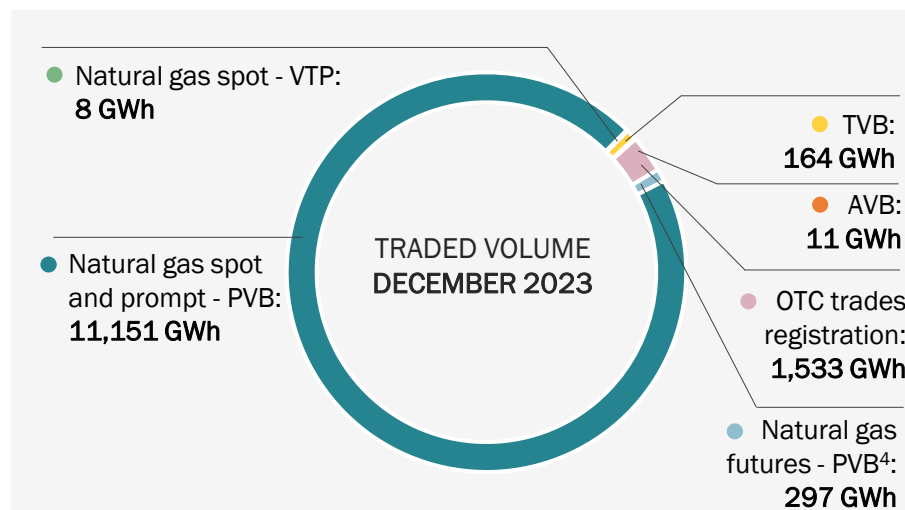 Natural gas spot - VTP:
8 GWh
TVB:
164 GWh
AVB:
11 GWh
TRADED VOLUME
DECEMBER 2023
Natural gas spot
and prompt - PVB:
11,151 GWh
OTC trades
registration:
1,533 GWh
Natural gas
futures - PVB⁴:
297 GWh